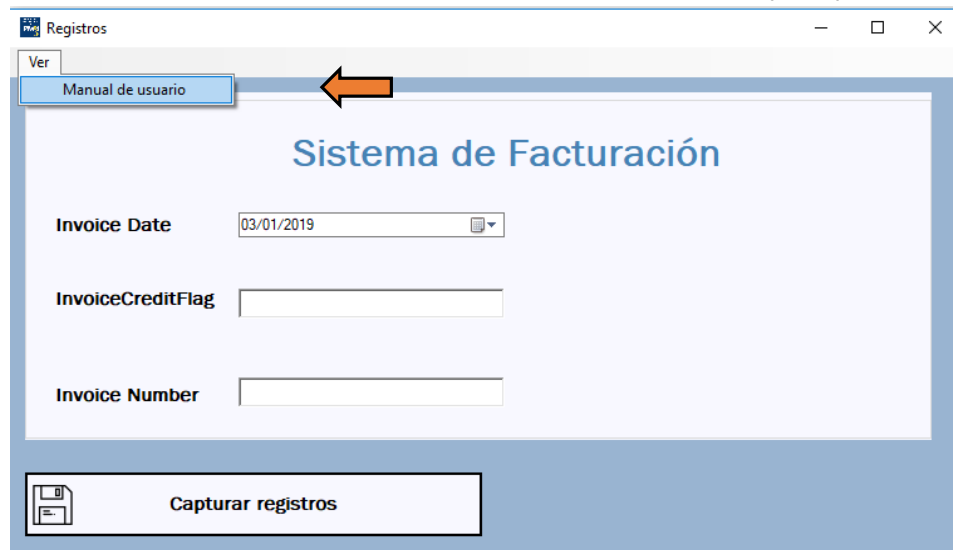 Registros
Ver
Manual de usuario
Sistema de Facturación
Invoice Date
03/01/2019
InvoiceCreditFlag
Invoice Number
Capturar registros